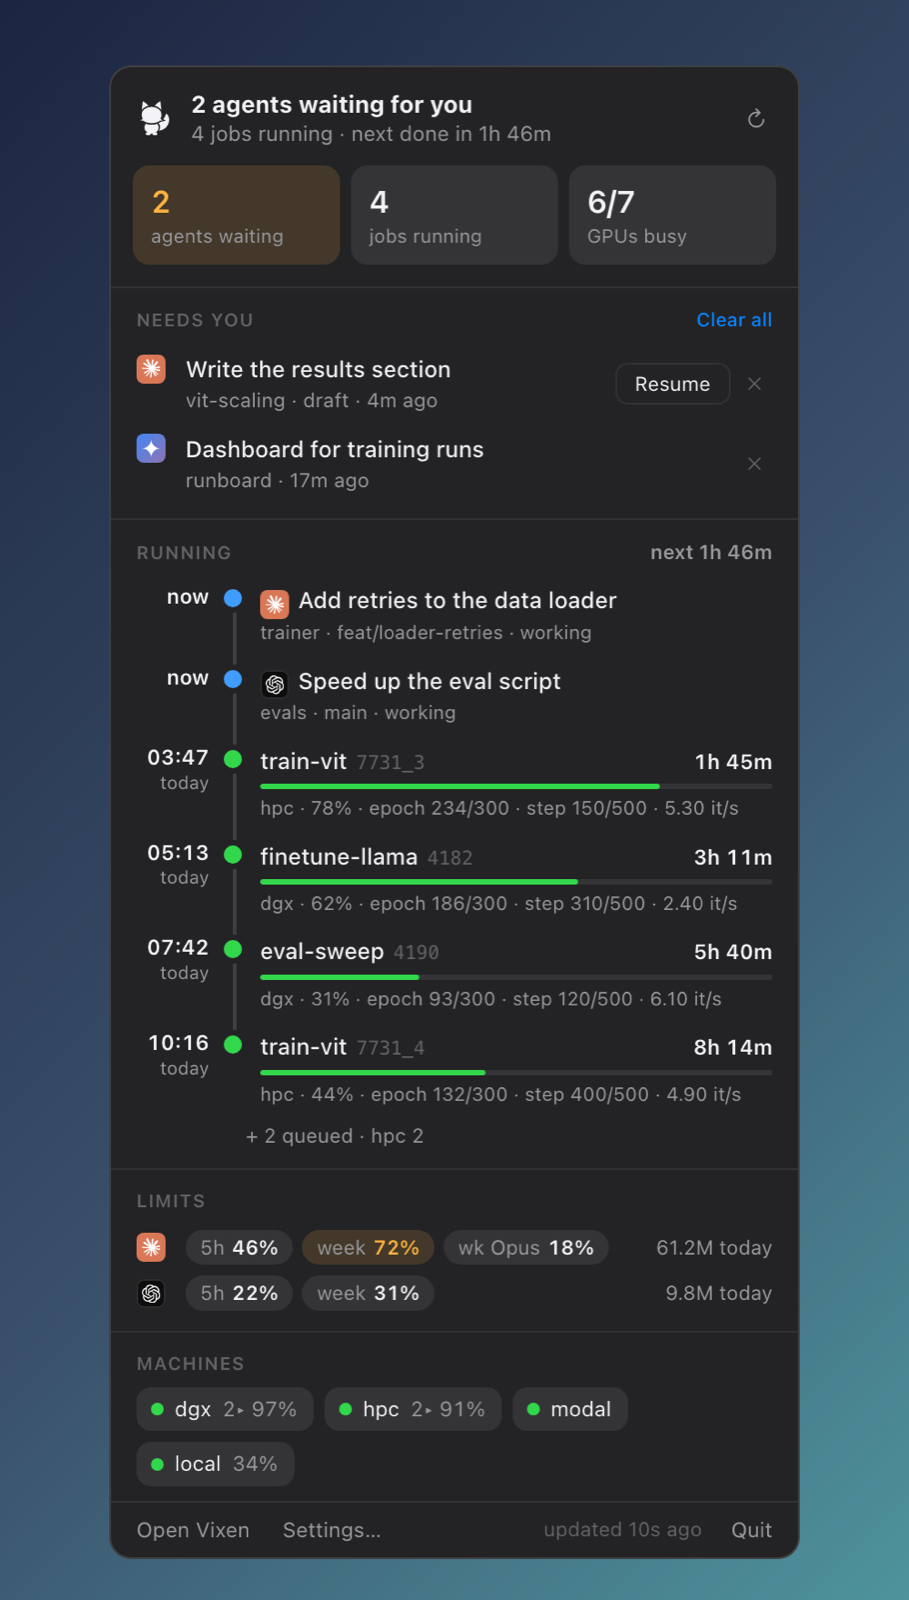 2 agents waiting for you
4 jobs running · next done in 1h 46m
2
agents waiting
4
jobs running
6/7
GPUs busy
NEEDS YOU
Clear all
Write the results section
vit-scaling · draft · 4m ago
Resume
Dashboard for training runs
runboard · 17m ago
RUNNING
next 1h 46m
now
Add retries to the data loader
trainer · feat/loader-retries · working
now
Speed up the eval script
evals · main · working
03:47
today
train-vit 7731_3
1h 45m
hpc · 78% · epoch 234/300 · step 150/500 · 5.30 it/s
05:13
today
finetune-llama 4182
3h 11m
dgx · 62% · epoch 186/300 · step 310/500 · 2.40 it/s
07:42
today
eval-sweep 4190
5h 40m
dgx · 31% · epoch 93/300 · step 120/500 · 6.10 it/s
10:16
today
train-vit 7731_4
8h 14m
hpc · 44% · epoch 132/300 · step 400/500 · 4.90 it/s
+ 2 queued · hpc 2
LIMITS
5h 46% week 72% wk Opus 18% 61.2M today
5h 22% week 31% 9.8M today
MACHINES
dgx 2▸ 97% hpc 2▸ 91% modal
local 34%
Open Vixen Settings... updated 10s ago Quit